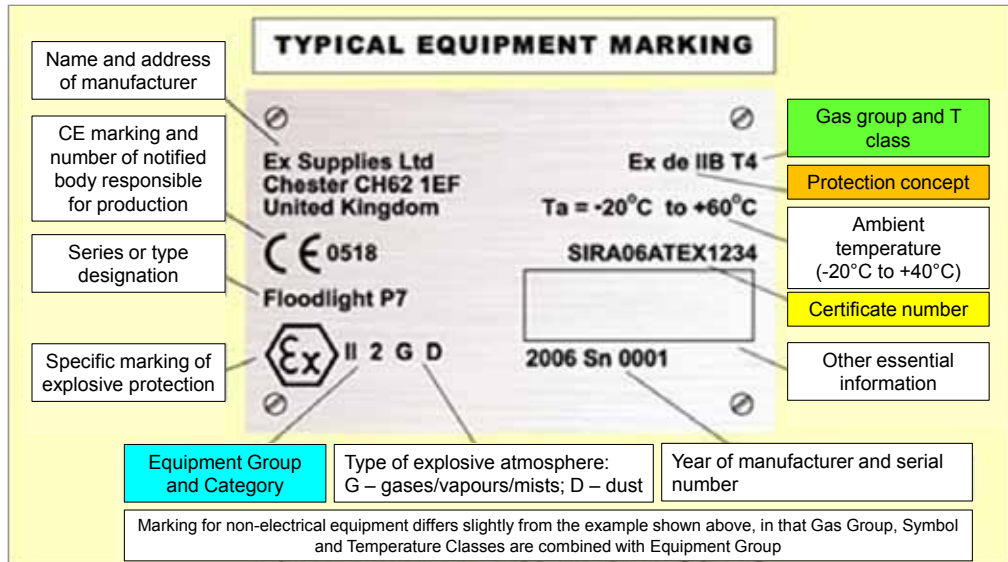 TYPICAL EQUIPMENT MARKING
Name and address
of manufacturer
CE marking and
number of notified
body responsible
for production
Series or type
designation
Specific marking of
explosive protection
Ex Supplies Ltd
Chester CH62 1EF
United Kingdom
CE 0518
Floodlight P7
Ex II 2 G D
Ex de IIB T4
Ta = -20°C to +60°C
SIRA06ATEX1234
2006 Sn 0001
Gas group and T
class
Protection concept
Ambient
temperature
(-20°C to +40°C)
Certificate number
Other essential
information
Equipment Group
and Category
Type of explosive atmosphere:
G – gases/vapours/mists; D – dust
Year of manufacturer and serial
number
Marking for non-electrical equipment differs slightly from the example shown above, in that Gas Group, Symbol
and Temperature Classes are combined with Equipment Group